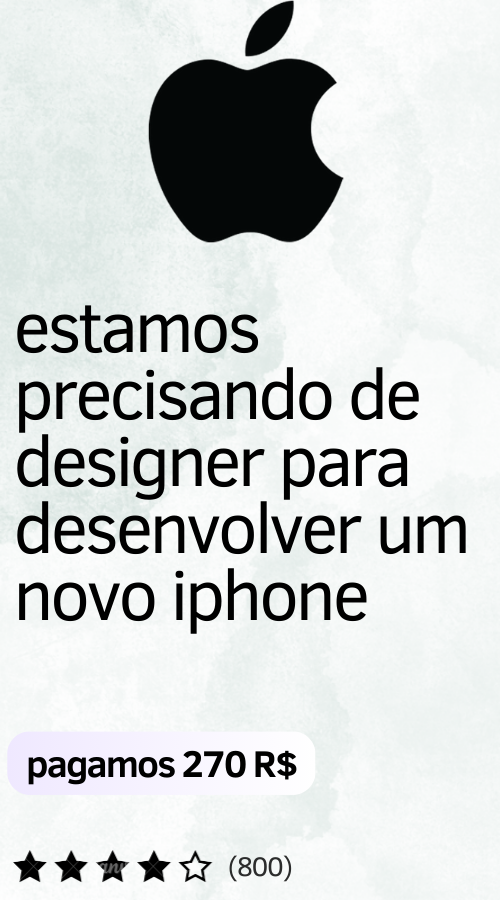 estamos
precisando de
designer para
desenvolver um
novo iphone
pagamos 270 R$
(800)